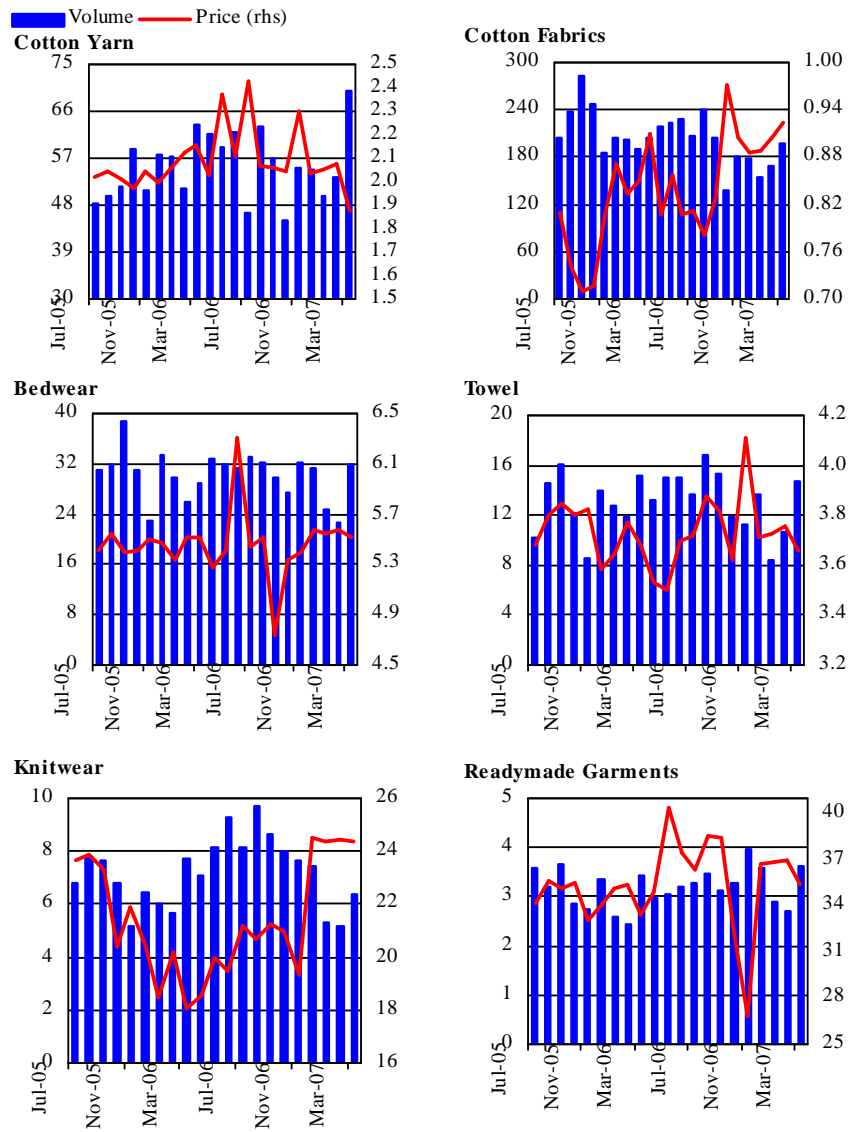 Volume Price (rhs)
Cotton Yarn
75
66
57
48
39
30
2.5
2.4
2.3
2.2
2.1
2.0
1.9
1.8
1.7
1.6
1.5
Jul-05
Nov-05
Mar-06
Jul-06
Nov-06
Mar-07
Cotton Fabrics
300
240
180
120
60
0
1.00
0.94
0.88
0.82
0.76
0.70
Jul-05
Nov-05
Mar-06
Jul-06
Nov-06
Mar-07
Bedwear
40
32
24
16
8
0
6.5
6.1
5.7
5.3
4.9
4.5
Jul-05
Nov-05
Mar-06
Jul-06
Nov-06
Mar-07
Towel
20
16
12
8
4
0
4.2
4.0
3.8
3.6
3.4
3.2
Jul-05
Nov-05
Mar-06
Jul-06
Nov-06
Mar-07
Knitwear
10
8
6
4
2
0
26
24
22
20
18
16
Jul-05
Nov-05
Mar-06
Jul-06
Nov-06
Mar-07
Readymade Garments
5
4
3
2
1
0
40
37
34
31
28
25
Jul-05
Nov-05
Mar-06
Jul-06
Nov-06
Mar-07